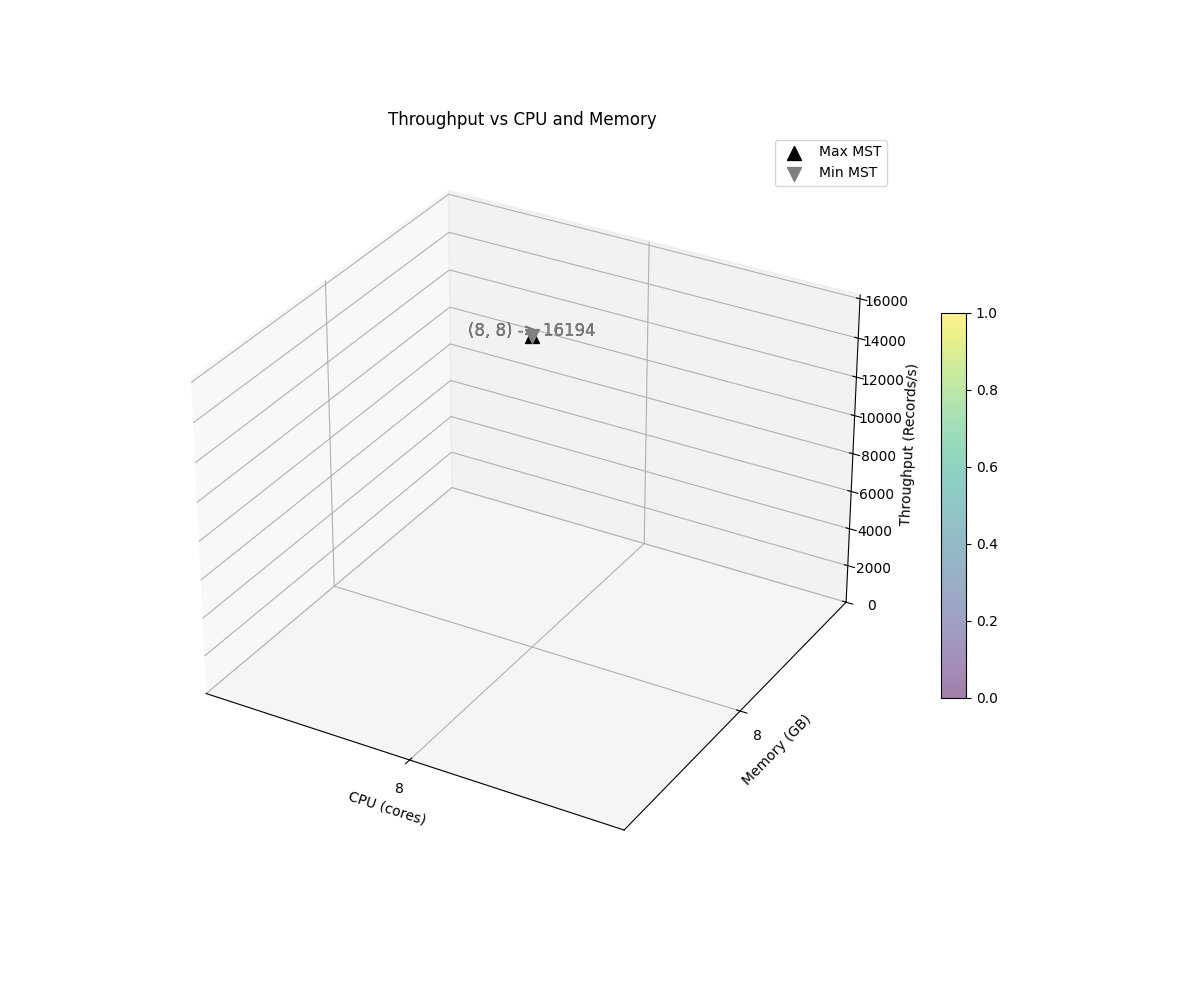 Throughput vs CPU and Memory
Max MST
Min MST
(8, 8) -> 16194
16000
14000
12000
10000
8000
6000
4000
2000
0
Throughput (Records/s)
1.0
0.8
0.6
0.4
0.2
0.0
8
Memory (GB)
8
CPU (cores)